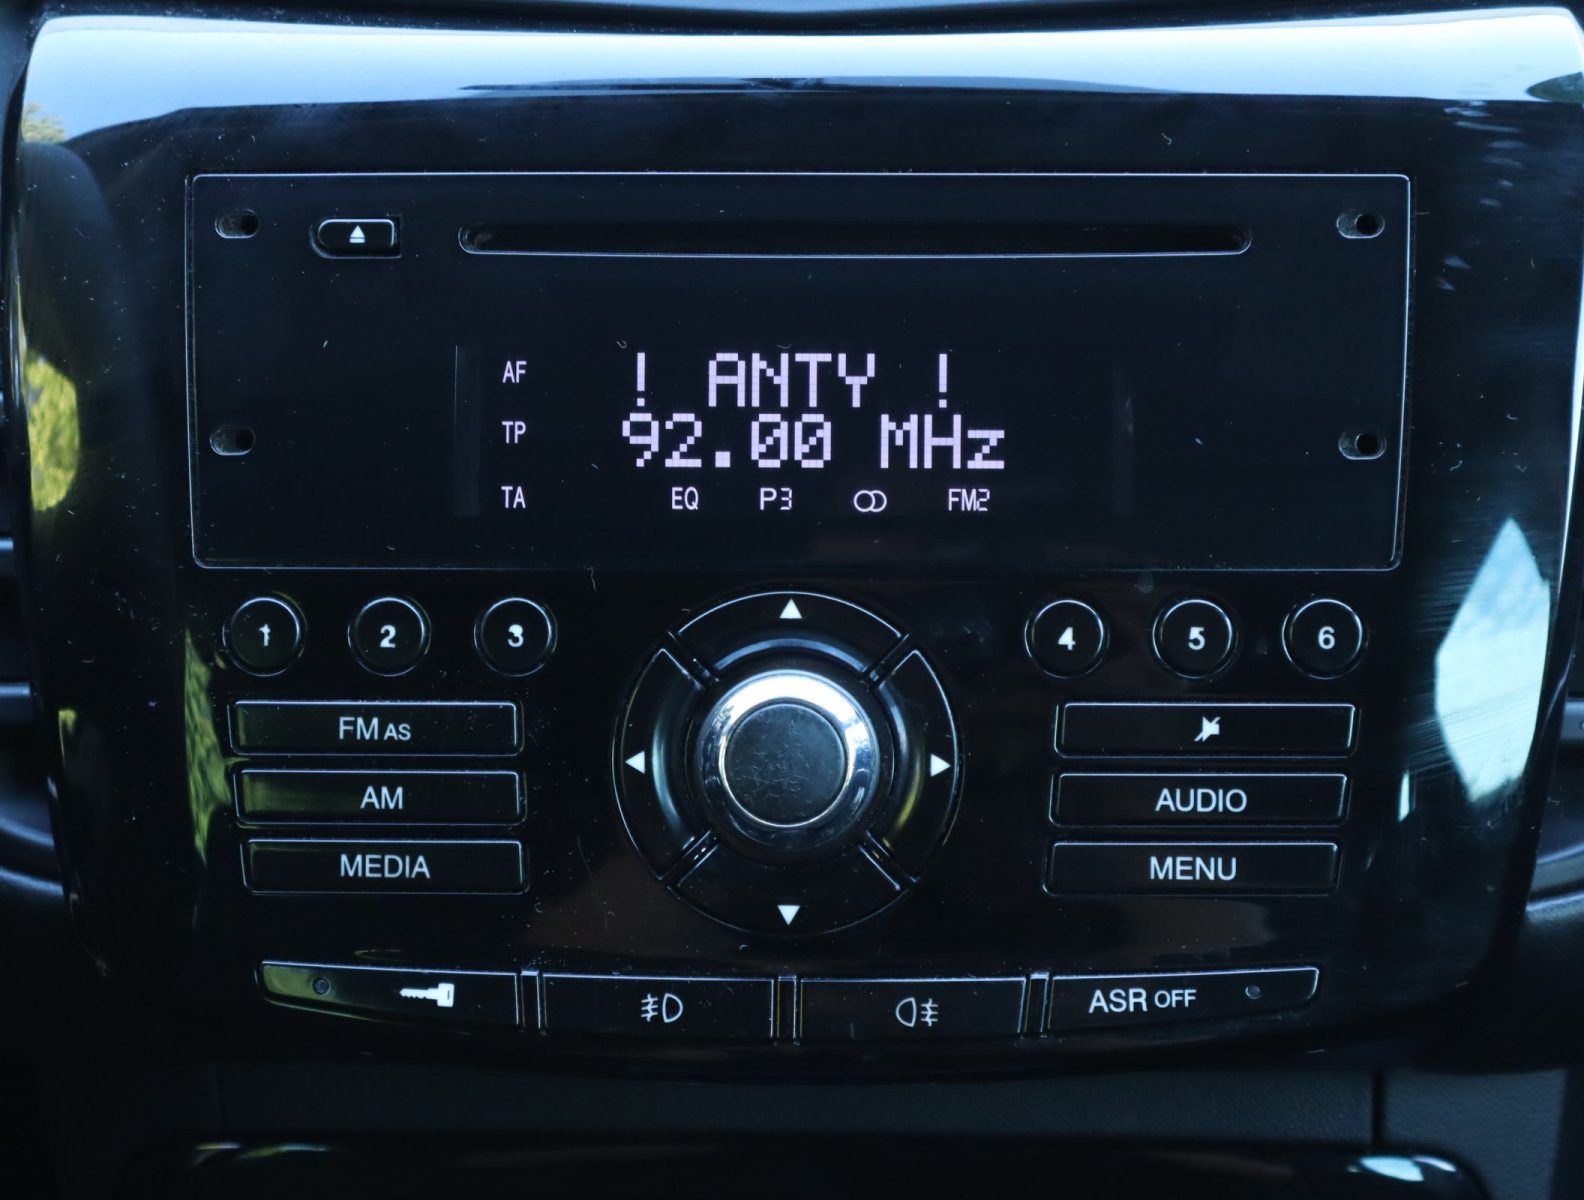 AF ! ANTY !
TP 92.00 MHz
TA EQ P3 FM2
1 2 3 4 5 6
FM AS
AM AUDIO
MEDIA MENU
ASR OFF